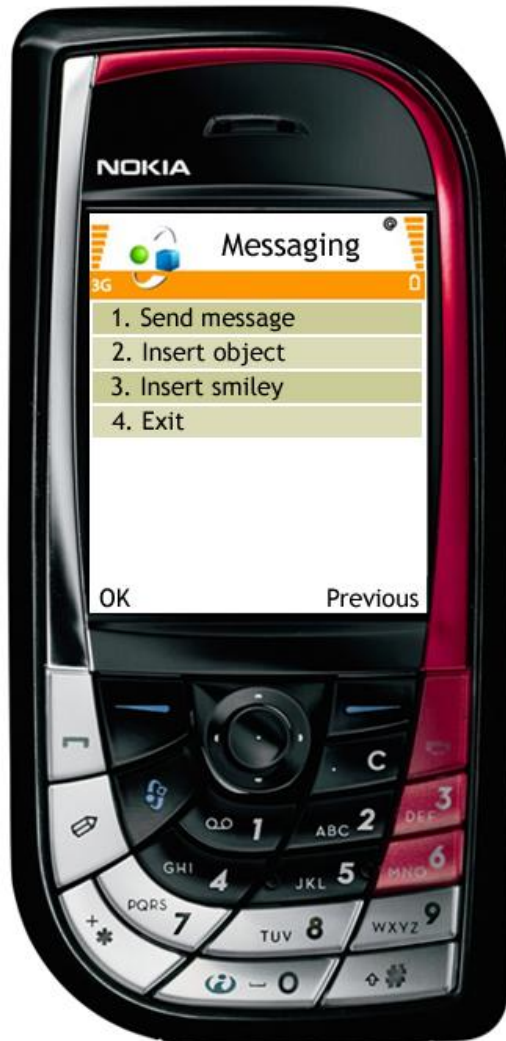 NOKIA
Messaging
3G
1. Send message
2. Insert object
3. Insert smiley
4. Exit
OK Previous
C
1 ABC 2 DEF 3
GHI 4 JKL 5 MNO 6
PQRS 7 TUV 8 WXYZ 9
+ * 0 #